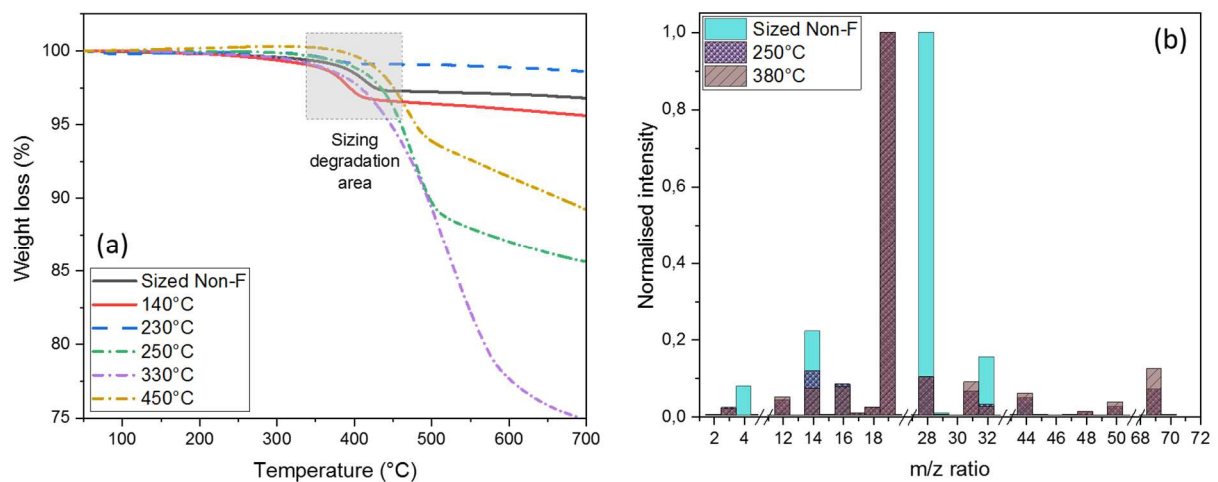 (a)
100
95
90
85
80
75
Weight loss (%)
Sizing
degradation
area
Sized Non-F
140°C
230°C
250°C
330°C
450°C
100 200 300 400 500 600 700
Temperature (°C)
(b)
Sized Non-F
250°C
380°C
1,0
0,8
0,6
0,4
0,2
0,0
Normalised intensity
2 4 12 14 16 18 28 30 32 44 46 48 50 68 70 72
m/z ratio